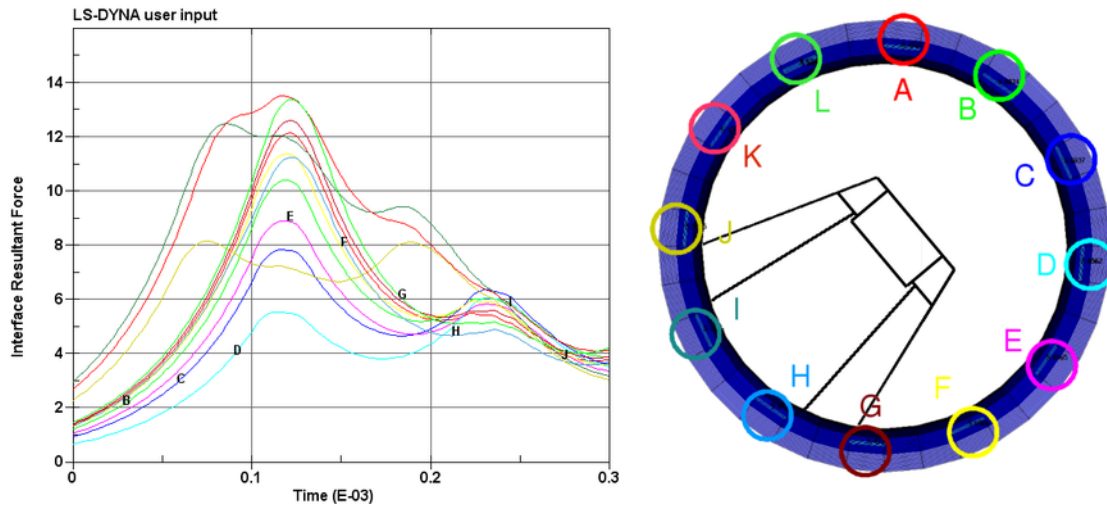 LS-DYNA user input
Interface Resultant Force
14
12
10
8
6
4
2
0
0
0.1
0.2
0.3
Time (E-03)
B
C
D
E
F
G
H
I
J
A
B
C
D
E
F
G
H
I
J
K
L